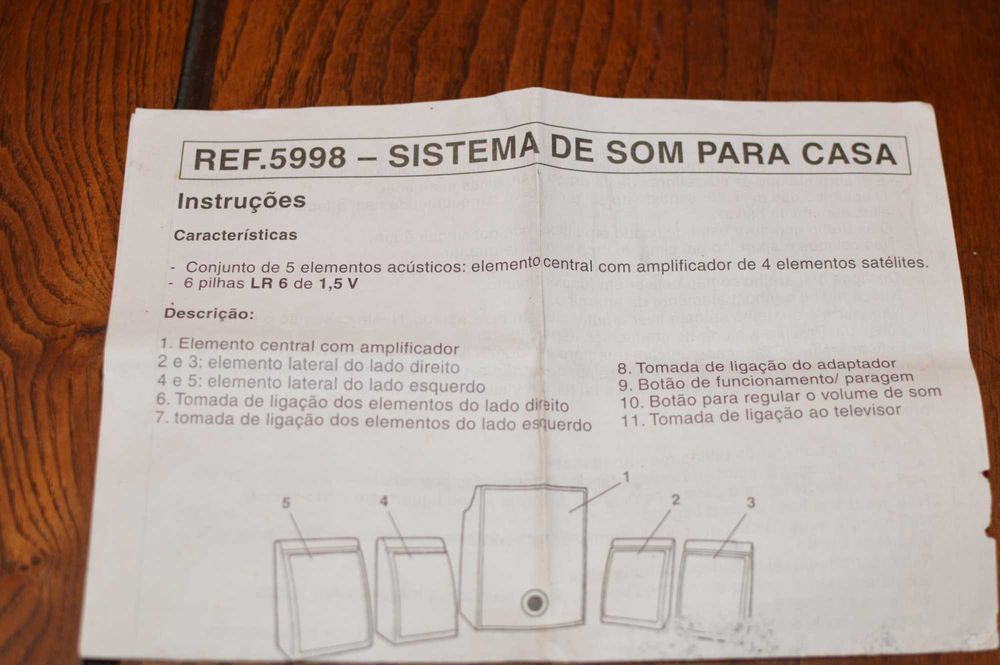 REF.5998 – SISTEMA DE SOM PARA CASA
Instruções
Características
- Conjunto de 5 elementos acústicos: elemento central com amplificador de 4 elementos satélites.
- 6 pilhas LR 6 de 1,5 V
Descrição:
1. Elemento central com amplificador
2 e 3: elemento lateral do lado direito
4 e 5: elemento lateral do lado esquerdo
6. Tomada de ligação dos elementos do lado direito
7. tomada de ligação dos elementos do lado esquerdo
8. Tomada de ligação do adaptador
9. Botão de funcionamento/ paragem
10. Botão para regular o volume de som
11. Tomada de ligação ao televisor
5 4 1 2 3